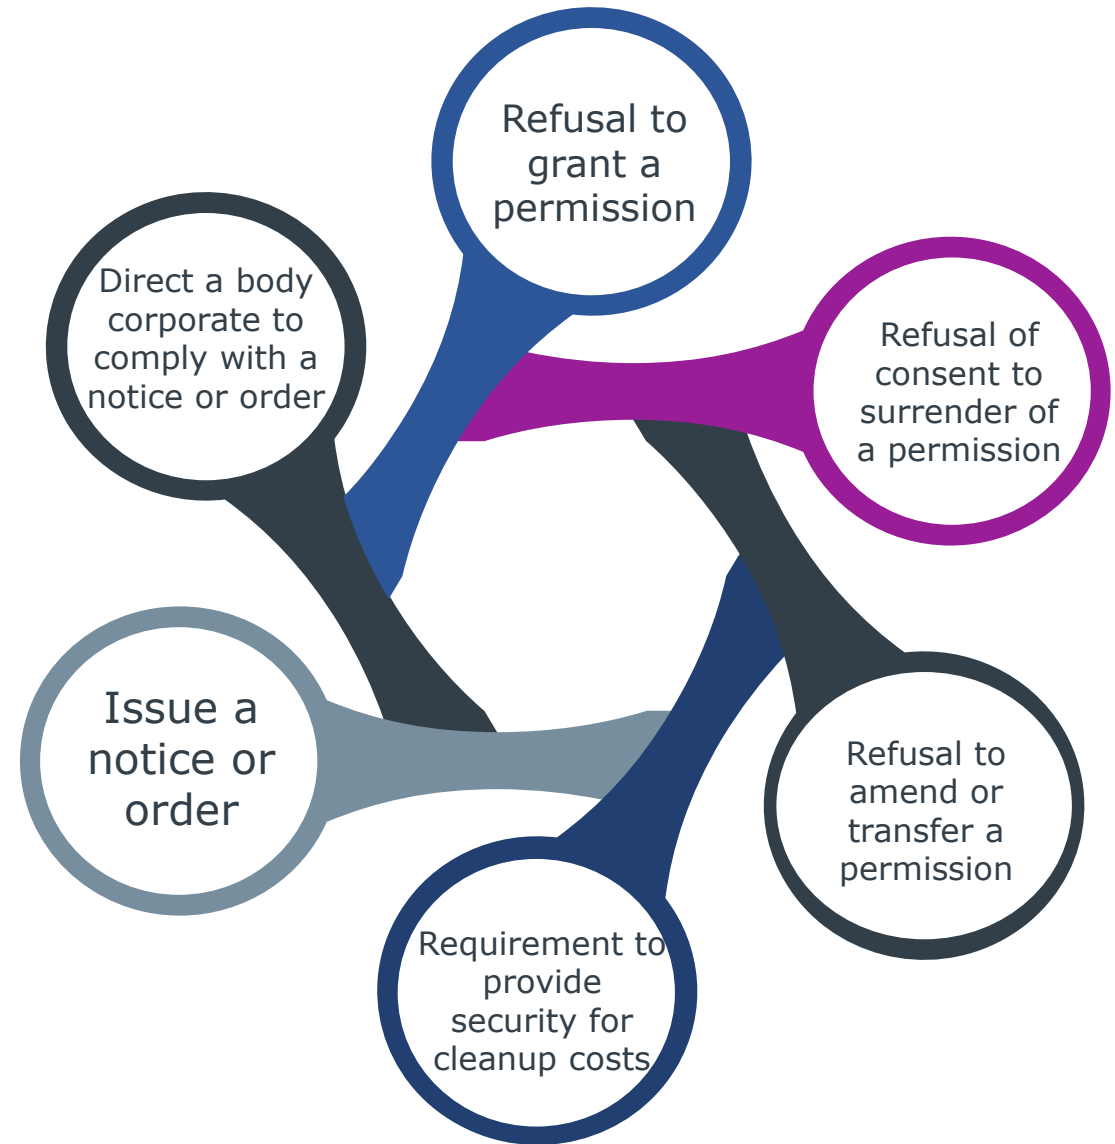 Refusal to
grant a
permission
Refusal of
consent to
surrender of
a permission
Refusal to
amend or
transfer a
permission
Requirement to
provide
security for
cleanup costs
Issue a
notice or
order
Direct a body
corporate to
comply with a
notice or order